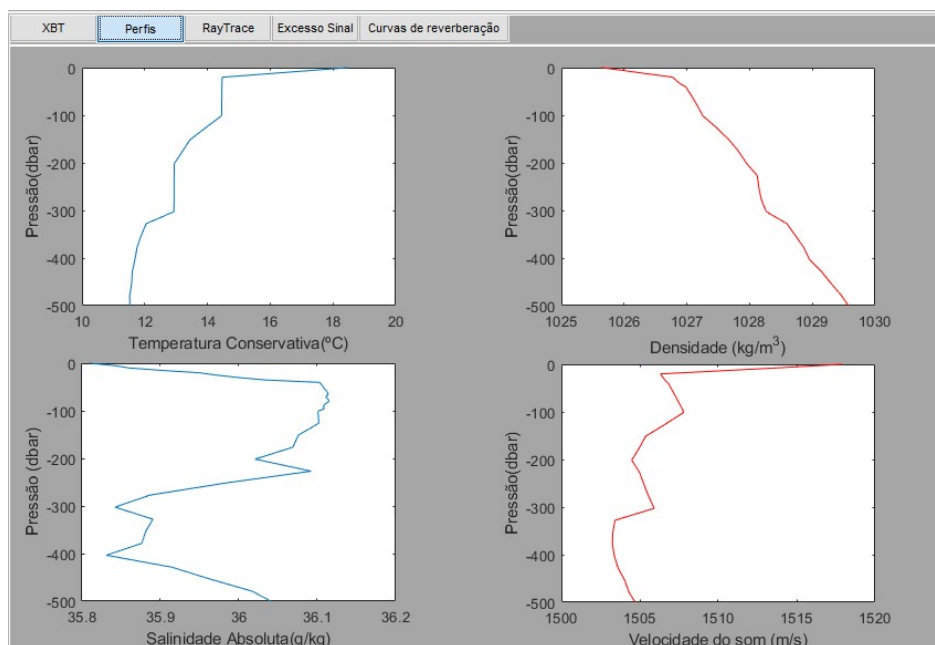 XBT Perfis RayTrace Excesso Sinal Curvas de reverberação
0
-100
-200
-300
-400
-500
Pressão(dbar)
10 12 14 16 18 20
Temperatura Conservativa(ºC)
0
-100
-200
-300
-400
-500
Pressão(dbar)
1025 1026 1027 1028 1029 1030
Densidade (kg/m³)
0
-100
-200
-300
-400
-500
Pressão (dbar)
35.8 35.9 36 36.1 36.2
Salinidade Absoluta(g/kg)
0
-100
-200
-300
-400
-500
Pressão(dbar)
1500 1505 1510 1515 1520
Velocidade do som (m/s)